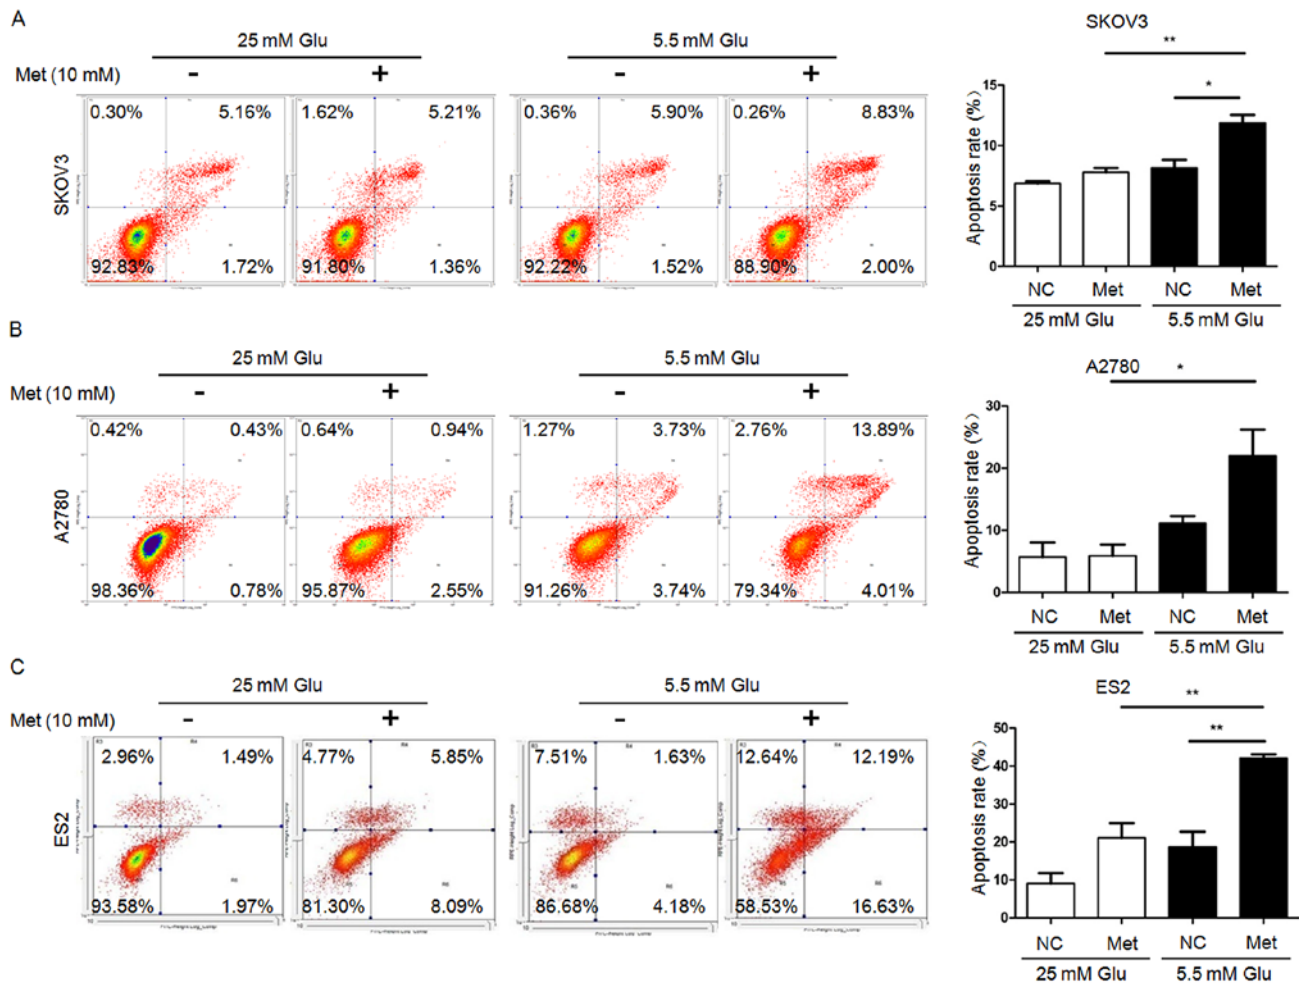 A
25 mM Glu
5.5 mM Glu
Met (10 mM)
-
+
-
+
SKOV3
0.30%
5.16%
1.62%
5.21%
0.36%
5.90%
0.26%
8.83%
92.83%
1.72%
91.80%
1.36%
92.22%
1.52%
88.90%
2.00%
SKOV3
**
*
Apoptosis rate (%)
15
10
5
0
NC
Met
NC
Met
25 mM Glu
5.5 mM Glu
B
25 mM Glu
5.5 mM Glu
Met (10 mM)
-
+
-
+
A2780
0.42%
0.43%
0.64%
0.94%
1.27%
3.73%
2.76%
13.89%
98.36%
0.78%
95.87%
2.55%
91.26%
3.74%
79.34%
4.01%
A2780
*
Apoptosis rate (%)
30
20
10
0
NC
Met
NC
Met
25 mM Glu
5.5 mM Glu
C
25 mM Glu
5.5 mM Glu
Met (10 mM)
-
+
-
+
ES2
2.96%
1.49%
4.77%
5.85%
7.51%
1.63%
12.64%
12.19%
93.58%
1.97%
81.30%
8.09%
86.68%
4.18%
58.53%
16.63%
ES2
**
**
Apoptosis rate (%)
50
40
30
20
10
0
NC
Met
NC
Met
25 mM Glu
5.5 mM Glu